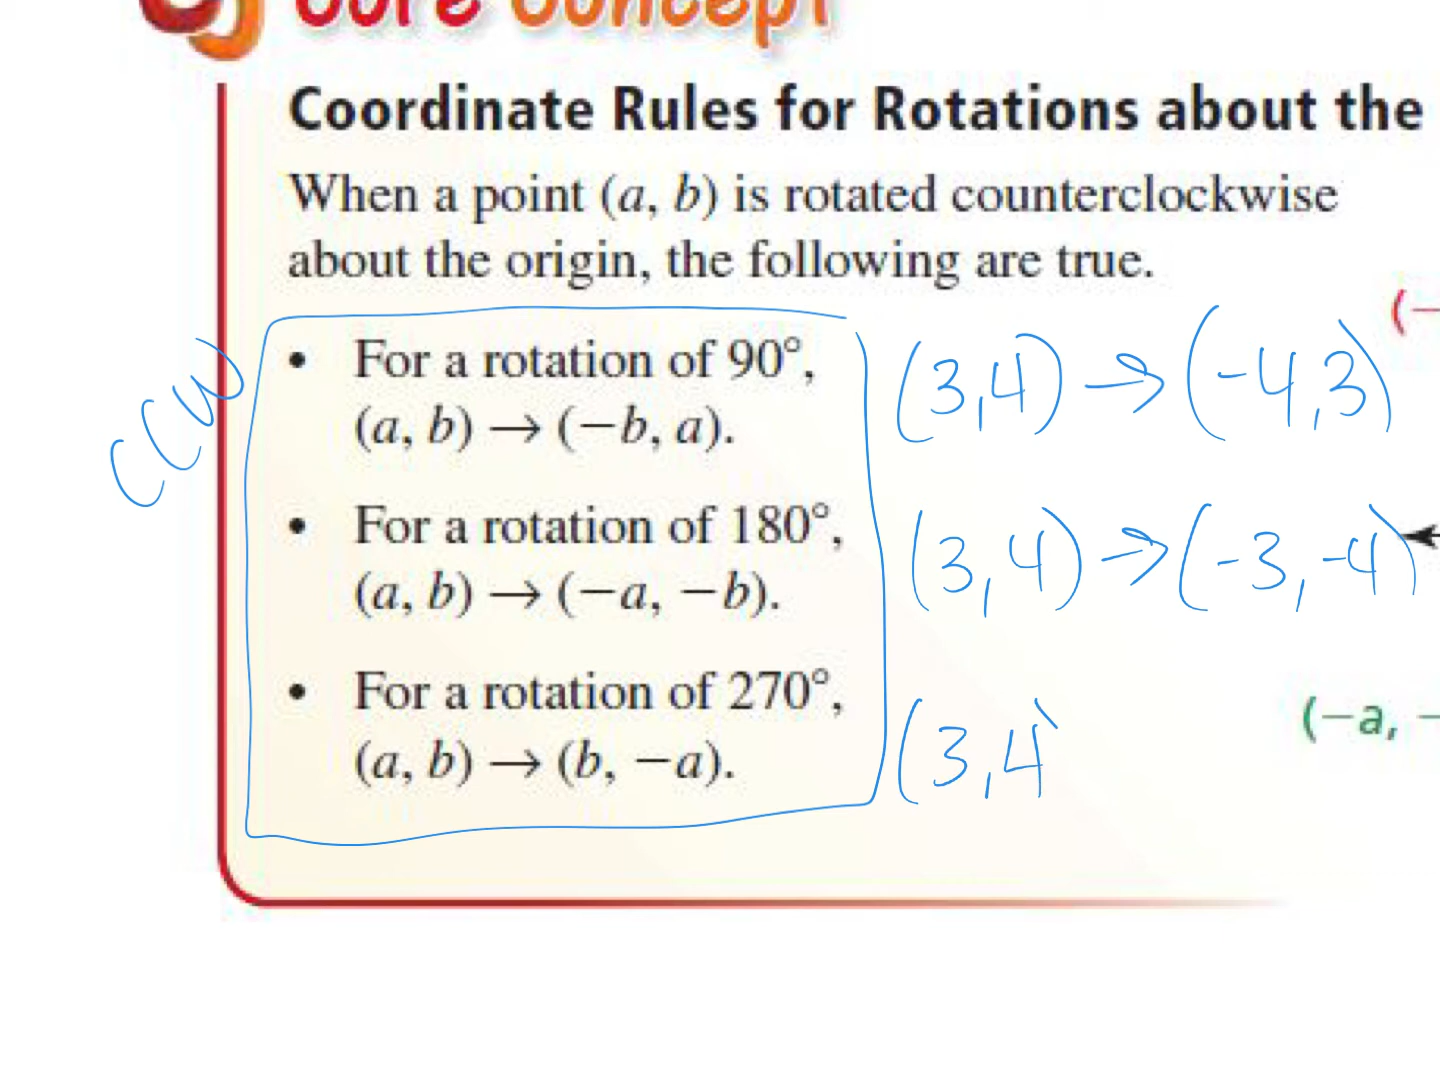 Core Concept
Coordinate Rules for Rotations about the
When a point (a, b) is rotated counterclockwise
about the origin, the following are true.
(−
CCW
• For a rotation of 90°,
(a, b) → (−b, a).
(3,4) → (-4,3)
• For a rotation of 180°,
(a, b) → (−a, −b).
(3,4) → (-3,-4)
• For a rotation of 270°,
(a, b) → (b, −a).
(3,4)
(−a, −